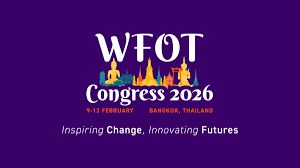 WFOT
Congress 2026
9-12 FEBRUARY BANGKOK, THAILAND
Inspiring Change, Innovating Futures